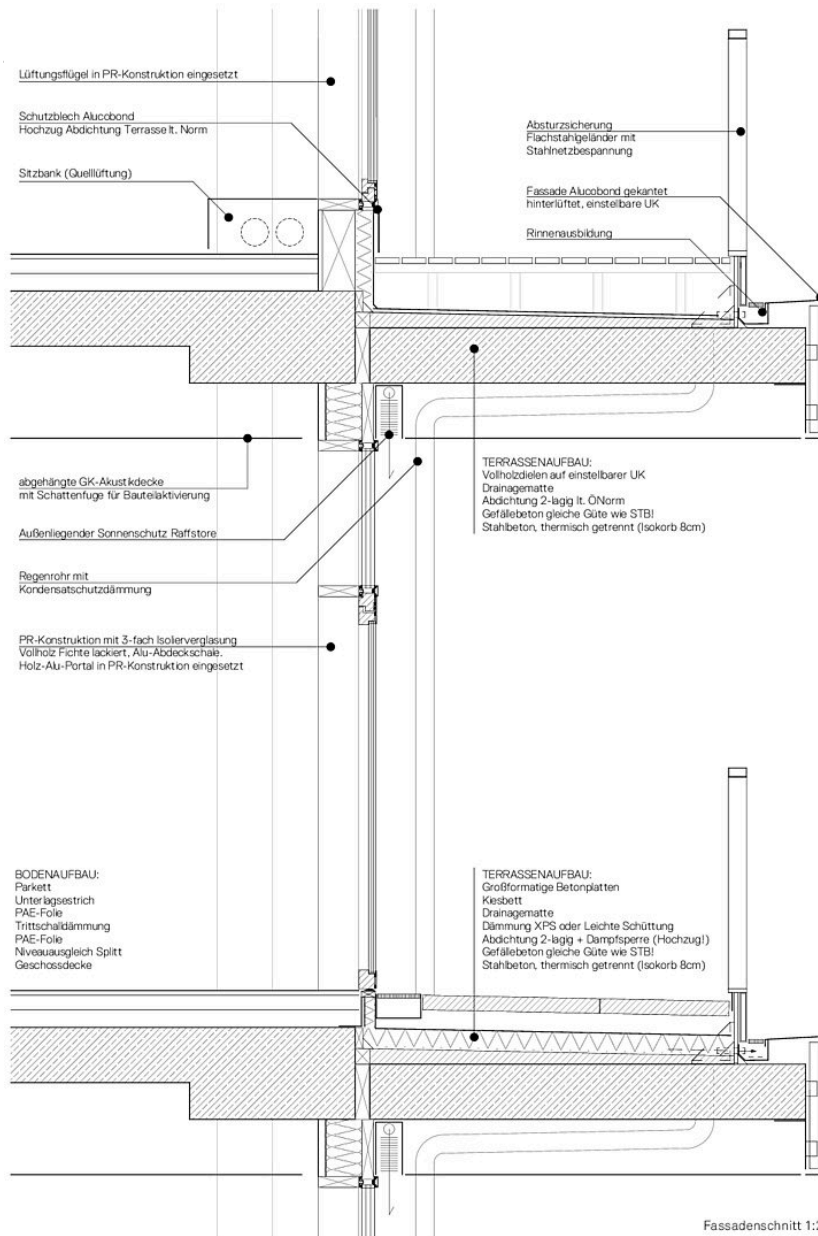 Lüftungsflügel in PR-Konstruktion eingesetzt
Schutzblech Alucobond
Hochzug Abdichtung Terrasse lt. Norm
Sitzbank (Quelllüftung)
Absturzsicherung
Flachstahlgeländer mit
Stahlnetzbespannung
Fassade Alucobond gekantet
hinterlüftet, einstellbare UK
Rinnenausbildung
abgehängte GK-Akustikdecke
mit Schattenfuge für Bauteilaktivierung
Außenliegender Sonnenschutz Raffstore
Regenrohr mit
Kondensatschutzdämmung
TERRASSENAUFBAU:
Vollholzdielen auf einstellbarer UK
Drainagematte
Abdichtung 2-lagig lt. ÖNorm
Gefällebeton gleiche Güte wie STB!
Stahlbeton, thermisch getrennt (Isokorb 8cm)
PR-Konstruktion mit 3-fach Isolierverglasung
Vollholz Fichte lackiert, Alu-Abdeckschale.
Holz-Alu-Portal in PR-Konstruktion eingesetzt
BODENAUFBAU:
Parkett
Unterlagsestrich
PAE-Folie
Trittschalldämmung
PAE-Folie
Niveauausgleich Splitt
Geschossdecke
TERRASSENAUFBAU:
Großformatige Betonplatten
Kiesbett
Drainagematte
Dämmung XPS oder Leichte Schüttung
Abdichtung 2-lagig + Dampfsperre (Hochzug!)
Gefällebeton gleiche Güte wie STB!
Stahlbeton, thermisch getrennt (Isokorb 8cm)
Fassadenschnitt